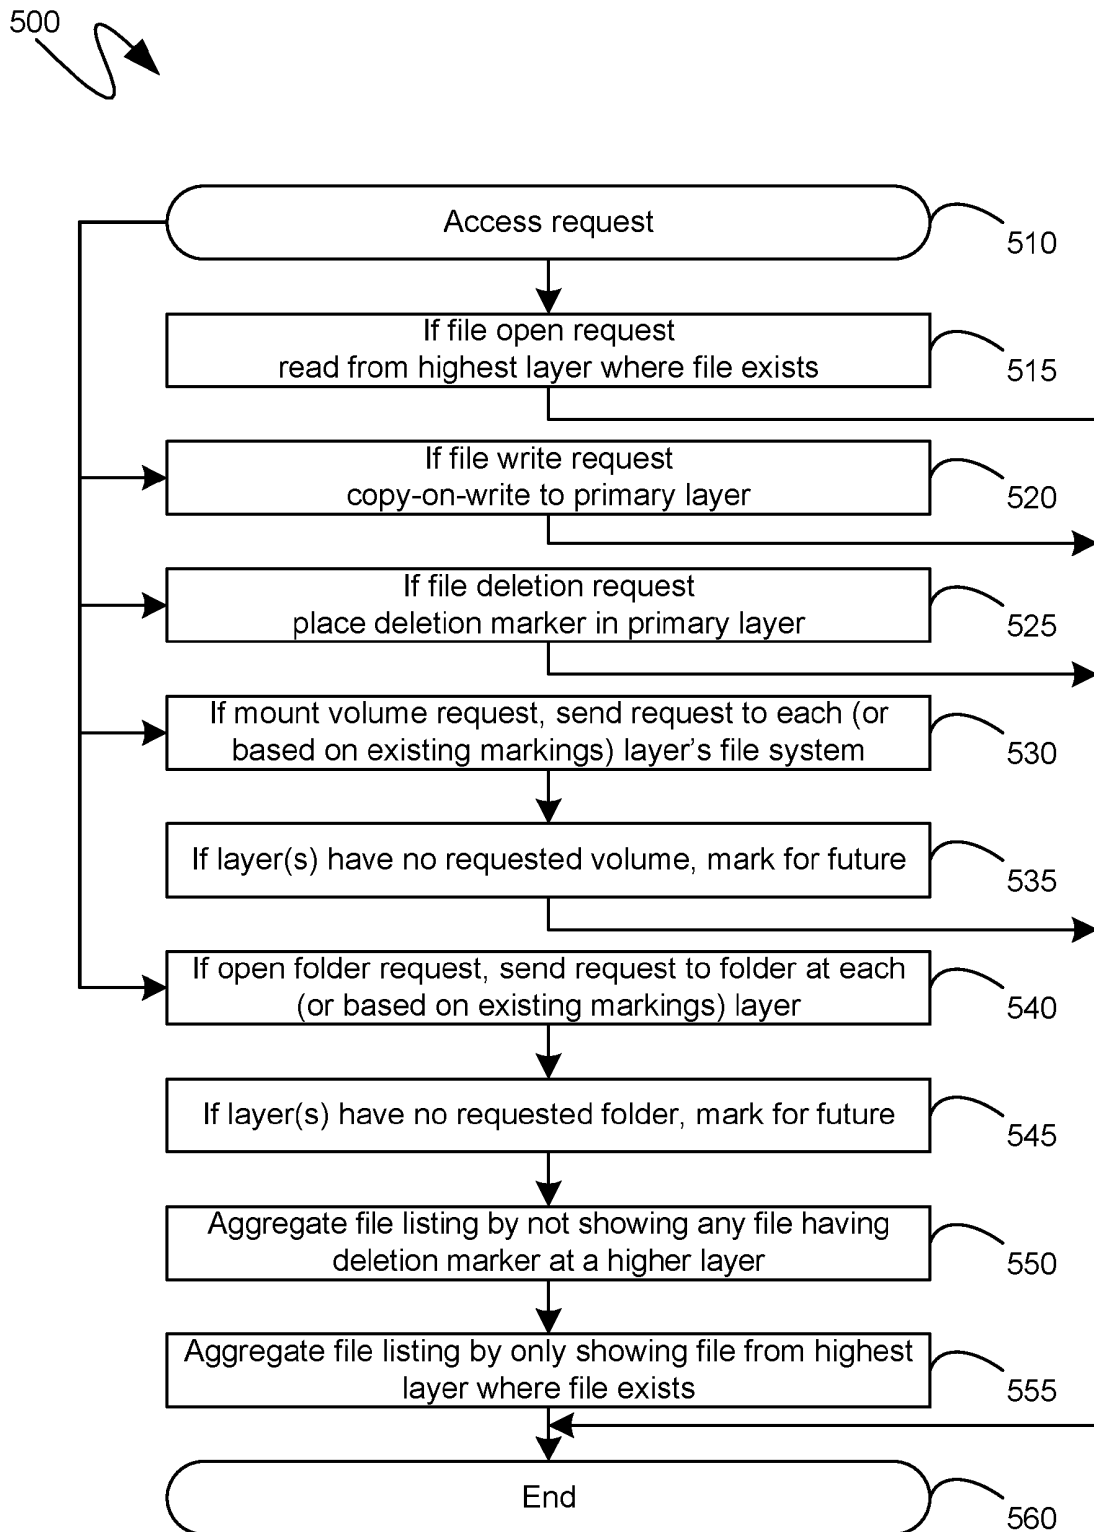 500
Access request
510
If file open request
read from highest layer where file exists
515
If file write request
copy-on-write to primary layer
520
If file deletion request
place deletion marker in primary layer
525
If mount volume request, send request to each (or
based on existing markings) layer's file system
530
If layer(s) have no requested volume, mark for future
535
If open folder request, send request to folder at each
(or based on existing markings) layer
540
If layer(s) have no requested folder, mark for future
545
Aggregate file listing by not showing any file having
deletion marker at a higher layer
550
Aggregate file listing by only showing file from highest
layer where file exists
555
End
560